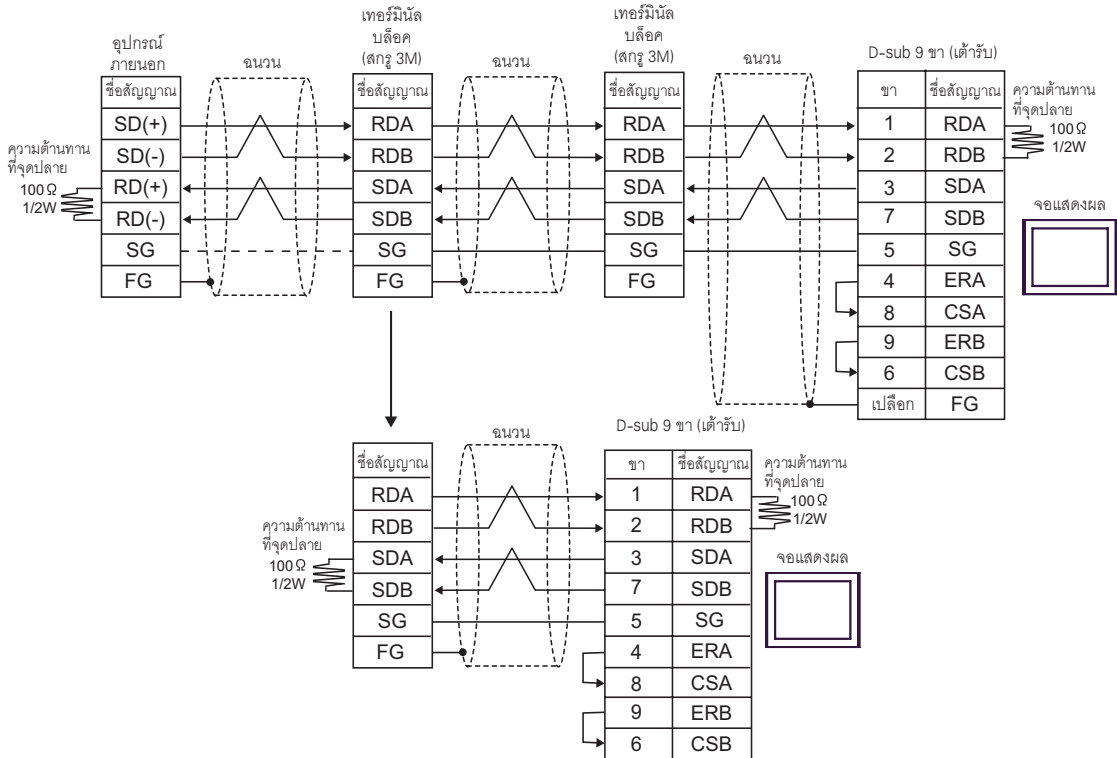 เทอร์มินัล
บล็อค
(สกรู 3M)
เทอร์มินัล
บล็อค
(สกรู 3M)
อุปกรณ์
ภายนอก
ฉนวน
ฉนวน
ฉนวน
D-sub 9 ขา (เต้ารับ)
ชื่อสัญญาณ
ชื่อสัญญาณ
ชื่อสัญญาณ
ขา ชื่อสัญญาณ
SD(+) RDA RDA 1 RDA
SD(-) RDB RDB 2 RDB
RD(+) SDA SDA 3 SDA
RD(-) SDB SDB 7 SDB
SG SG SG 5 SG
FG FG FG 4 ERA
8 CSA
9 ERB
6 CSB
เปลือก FG
ความต้านทาน
ที่จุดปลาย
100 Ω
1/2W
ความต้านทาน
ที่จุดปลาย
100 Ω
1/2W
จอแสดงผล
ฉนวน
D-sub 9 ขา (เต้ารับ)
ชื่อสัญญาณ
ขา ชื่อสัญญาณ
RDA 1 RDA
RDB 2 RDB
SDA 3 SDA
SDB 7 SDB
SG 5 SG
FG 4 ERA
8 CSA
9 ERB
6 CSB
ความต้านทาน
ที่จุดปลาย
100 Ω
1/2W
ความต้านทาน
ที่จุดปลาย
100 Ω
1/2W
จอแสดงผล